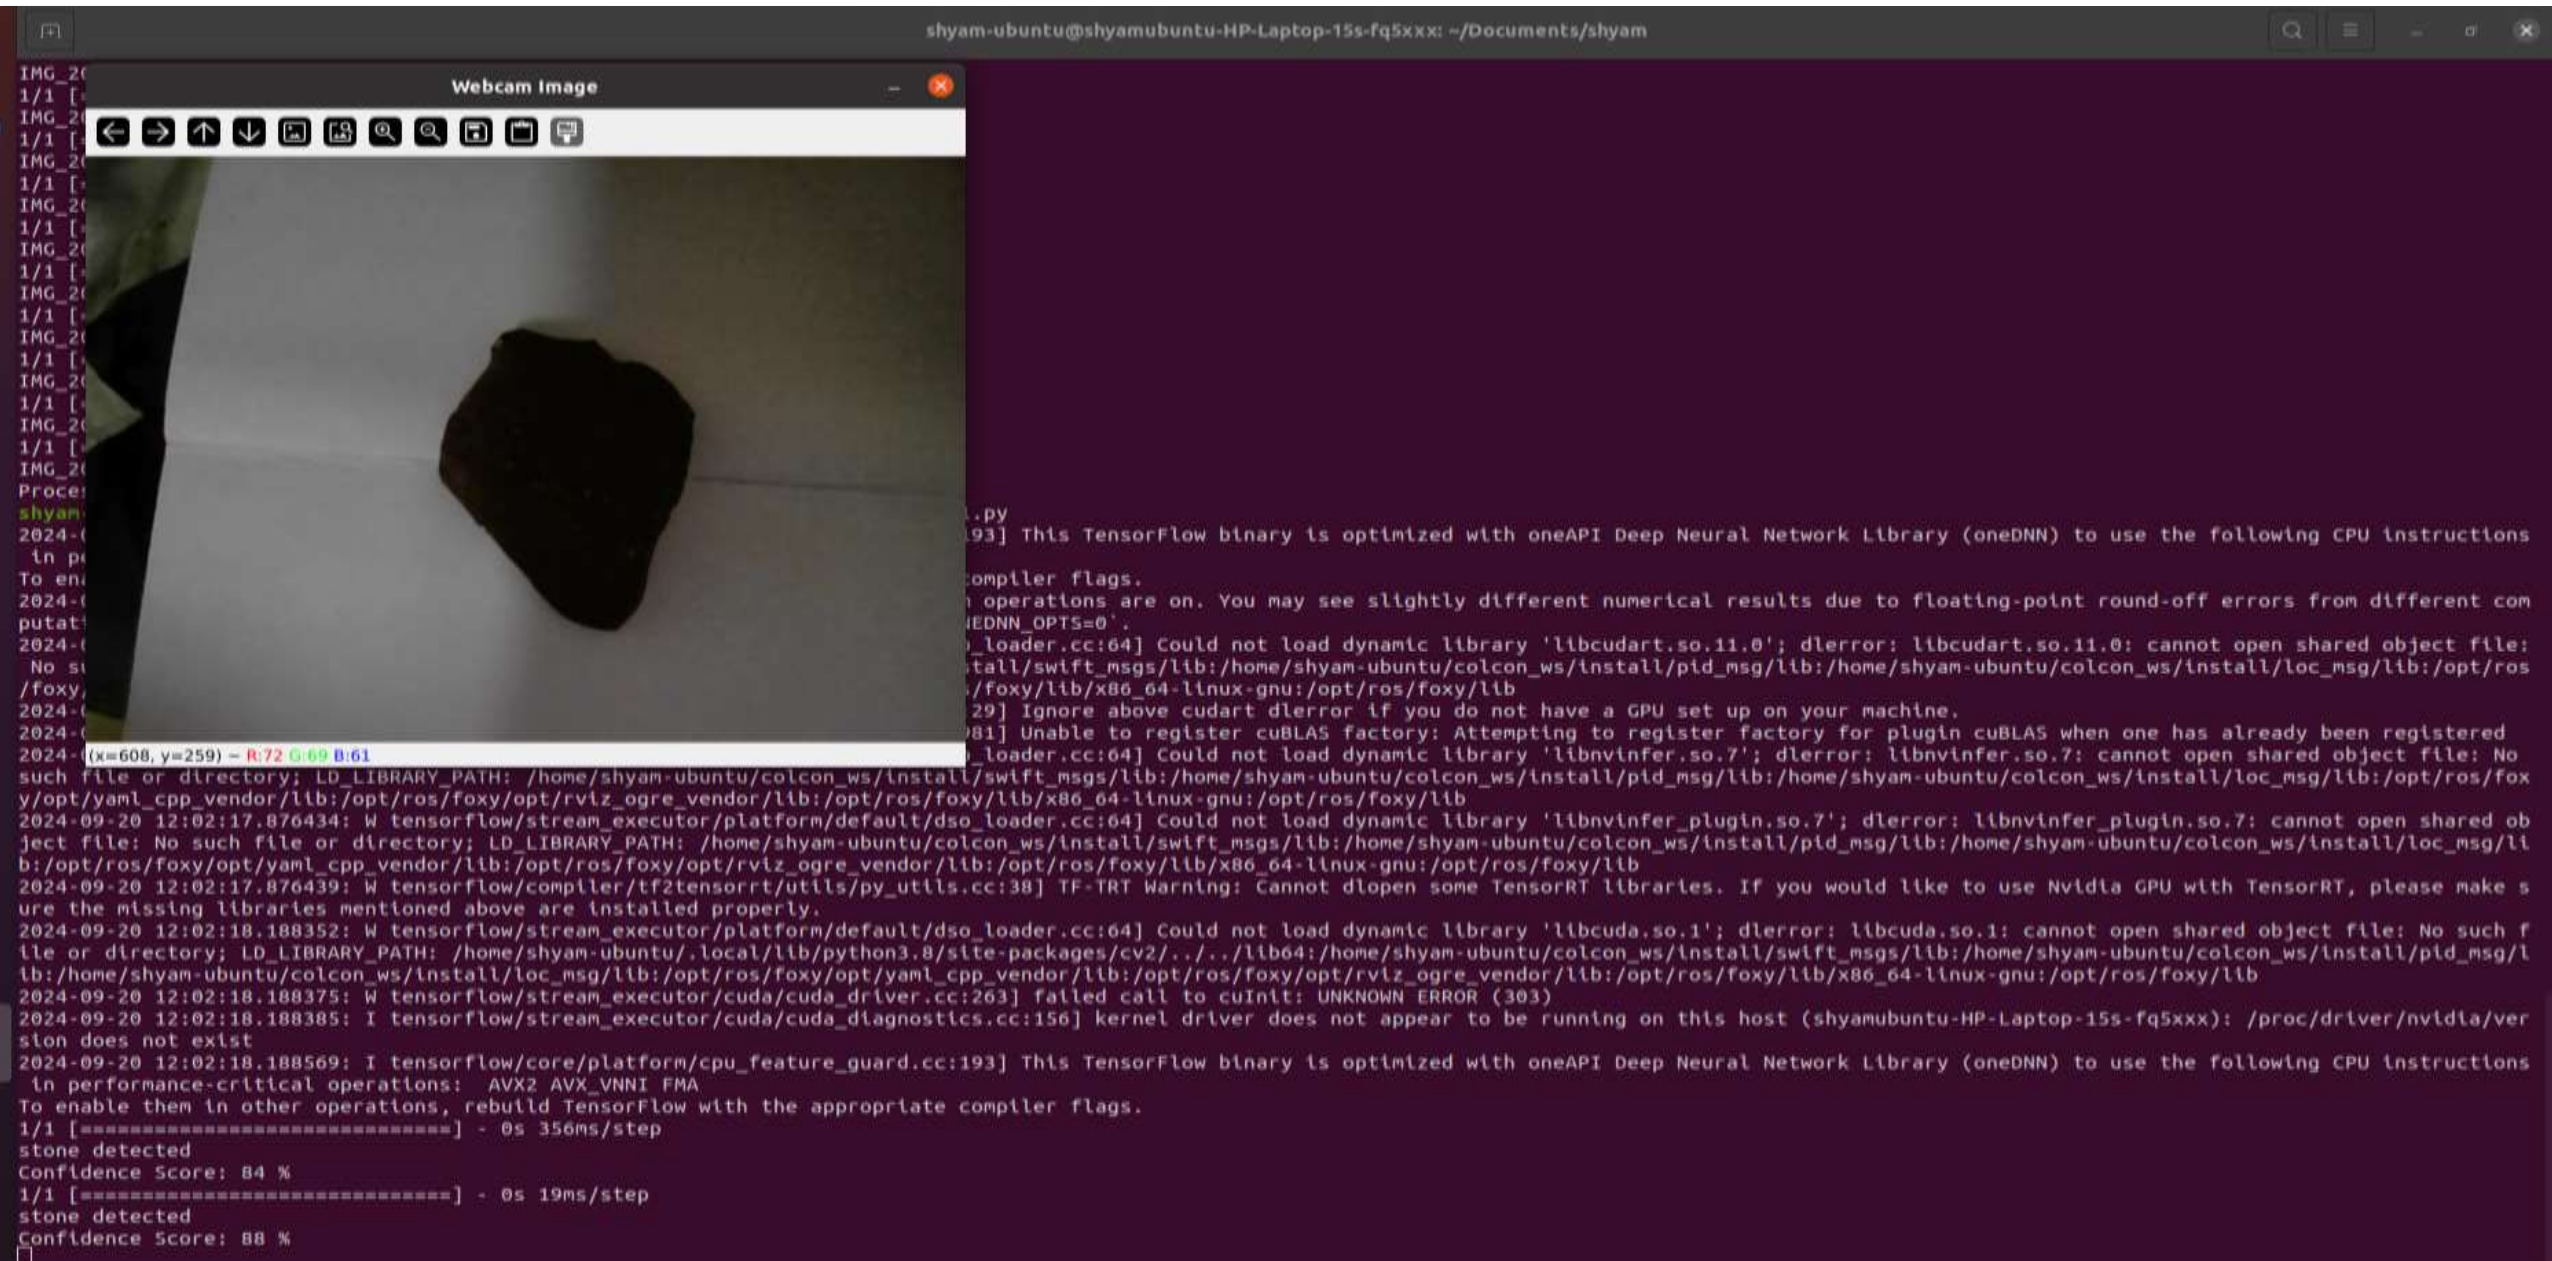 shyam-ubuntu@shyamubuntu-HP-Laptop-15s-fq5xxx: ~/Documents/shyam
Webcam Image
IMG_20
1/1 [
IMG_20
1/1 [
IMG_20
1/1 [
IMG_20
1/1 [
IMG_20
1/1 [
IMG_20
1/1 [
IMG_20
1/1 [
IMG_20
1/1 [
IMG_20
1/1 [
IMG_20
Proces
shyam- .py
2024-0 93] This TensorFlow binary is optimized with oneAPI Deep Neural Network Library (oneDNN) to use the following CPU instructions
in pe
To ena compiler flags.
2024-0 operations are on. You may see slightly different numerical results due to floating-point round-off errors from different com
putati NEDNN_OPTS=0`.
2024-0 _loader.cc:64] Could not load dynamic library 'libcudart.so.11.0'; dlerror: libcudart.so.11.0: cannot open shared object file:
No su tall/swift_msgs/lib:/home/shyam-ubuntu/colcon_ws/install/pid_msg/lib:/home/shyam-ubuntu/colcon_ws/install/loc_msg/lib:/opt/ros
/foxy/ /foxy/lib/x86_64-linux-gnu:/opt/ros/foxy/lib
2024-0 29] Ignore above cudart dlerror if you do not have a GPU set up on your machine.
2024-0 981] Unable to register cuBLAS factory: Attempting to register factory for plugin cuBLAS when one has already been registered
2024-0 _loader.cc:64] Could not load dynamic library 'libnvinfer.so.7'; dlerror: libnvinfer.so.7: cannot open shared object file: No
(x=608, y=259) ~ R:72 G:69 B:61
such file or directory; LD_LIBRARY_PATH: /home/shyam-ubuntu/colcon_ws/install/swift_msgs/lib:/home/shyam-ubuntu/colcon_ws/install/pid_msg/lib:/home/shyam-ubuntu/colcon_ws/install/loc_msg/lib:/opt/ros/fox
y/opt/yaml_cpp_vendor/lib:/opt/ros/foxy/opt/rviz_ogre_vendor/lib:/opt/ros/foxy/lib/x86_64-linux-gnu:/opt/ros/foxy/lib
2024-09-20 12:02:17.876434: W tensorflow/stream_executor/platform/default/dso_loader.cc:64] Could not load dynamic library 'libnvinfer_plugin.so.7'; dlerror: libnvinfer_plugin.so.7: cannot open shared ob
ject file: No such file or directory; LD_LIBRARY_PATH: /home/shyam-ubuntu/colcon_ws/install/swift_msgs/lib:/home/shyam-ubuntu/colcon_ws/install/pid_msg/lib:/home/shyam-ubuntu/colcon_ws/install/loc_msg/li
b:/opt/ros/foxy/opt/yaml_cpp_vendor/lib:/opt/ros/foxy/opt/rviz_ogre_vendor/lib:/opt/ros/foxy/lib/x86_64-linux-gnu:/opt/ros/foxy/lib
2024-09-20 12:02:17.876439: W tensorflow/compiler/tf2tensorrt/utils/py_utils.cc:38] TF-TRT Warning: Cannot dlopen some TensorRT libraries. If you would like to use Nvidia GPU with TensorRT, please make s
ure the missing libraries mentioned above are installed properly.
2024-09-20 12:02:18.188352: W tensorflow/stream_executor/platform/default/dso_loader.cc:64] Could not load dynamic library 'libcuda.so.1'; dlerror: libcuda.so.1: cannot open shared object file: No such f
ile or directory; LD_LIBRARY_PATH: /home/shyam-ubuntu/.local/lib/python3.8/site-packages/cv2/../../lib64:/home/shyam-ubuntu/colcon_ws/install/swift_msgs/lib:/home/shyam-ubuntu/colcon_ws/install/pid_msg/l
ib:/home/shyam-ubuntu/colcon_ws/install/loc_msg/lib:/opt/ros/foxy/opt/yaml_cpp_vendor/lib:/opt/ros/foxy/opt/rviz_ogre_vendor/lib:/opt/ros/foxy/lib/x86_64-linux-gnu:/opt/ros/foxy/lib
2024-09-20 12:02:18.188375: W tensorflow/stream_executor/cuda/cuda_driver.cc:263] failed call to cuInit: UNKNOWN ERROR (303)
2024-09-20 12:02:18.188385: I tensorflow/stream_executor/cuda/cuda_diagnostics.cc:156] kernel driver does not appear to be running on this host (shyamubuntu-HP-Laptop-15s-fq5xxx): /proc/driver/nvidia/ver
sion does not exist
2024-09-20 12:02:18.188569: I tensorflow/core/platform/cpu_feature_guard.cc:193] This TensorFlow binary is optimized with oneAPI Deep Neural Network Library (oneDNN) to use the following CPU instructions
in performance-critical operations:  AVX2 AVX_VNNI FMA
To enable them in other operations, rebuild TensorFlow with the appropriate compiler flags.
1/1 [==============================] - 0s 356ms/step
stone detected
Confidence Score: 84 %
1/1 [==============================] - 0s 19ms/step
stone detected
Confidence Score: 88 %